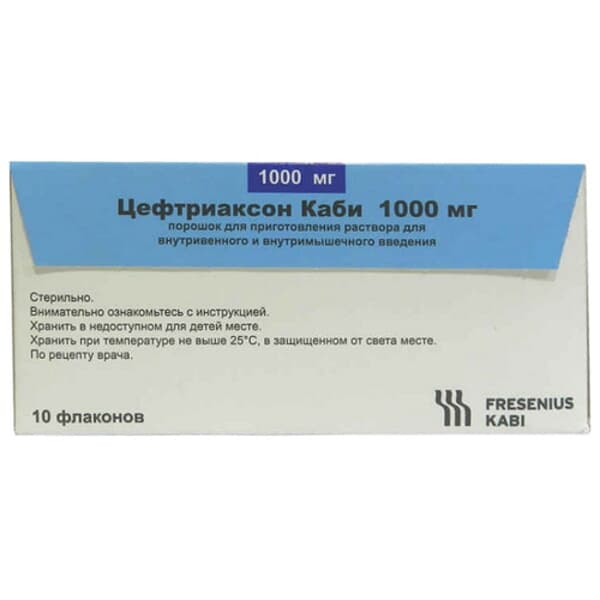 1000 мг
Цефтриаксон Каби 1000 мг
порошок для приготовления раствора для
внутривенного и внутримышечного введения
Стерильно.
Внимательно ознакомьтесь с инструкцией.
Хранить в недоступном для детей месте.
Хранить при температуре не выше 25°С, в защищенном от света месте.
По рецепту врача.
10 флаконов
FRESENIUS
KABI